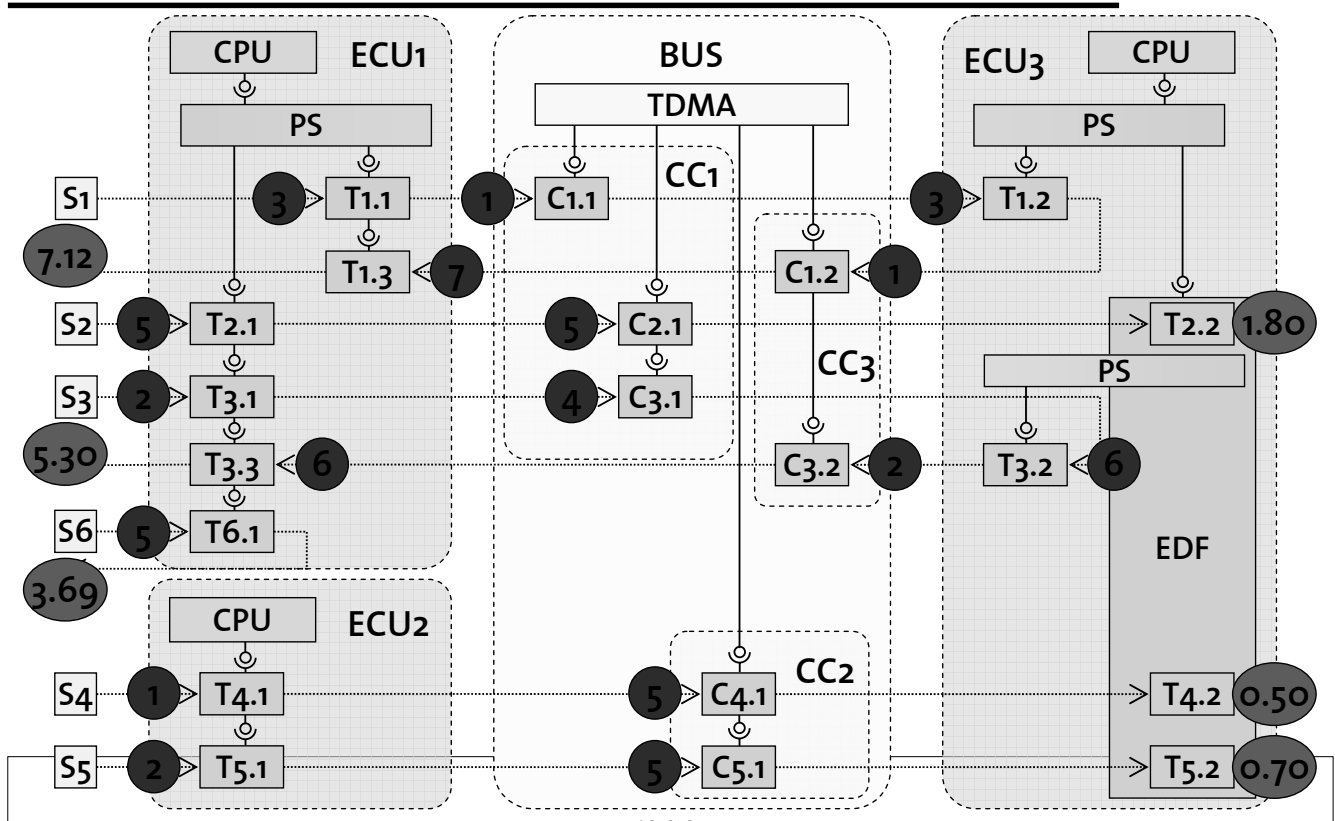 CPU
ECU1
BUS
ECU3
CPU
PS
TDMA
PS
CC1
S1
3
T1.1
1
C1.1
3
T1.2
7.12
T1.3
7
C1.2
1
S2
5
T2.1
5
C2.1
T2.2
1.80
CC3
PS
S3
2
T3.1
4
C3.1
5.30
T3.3
6
C3.2
2
T3.2
6
S6
5
T6.1
EDF
3.69
CPU
ECU2
CC2
S4
1
T4.1
5
C4.1
T4.2
0.50
S5
2
T5.1
5
C5.1
T5.2
0.70